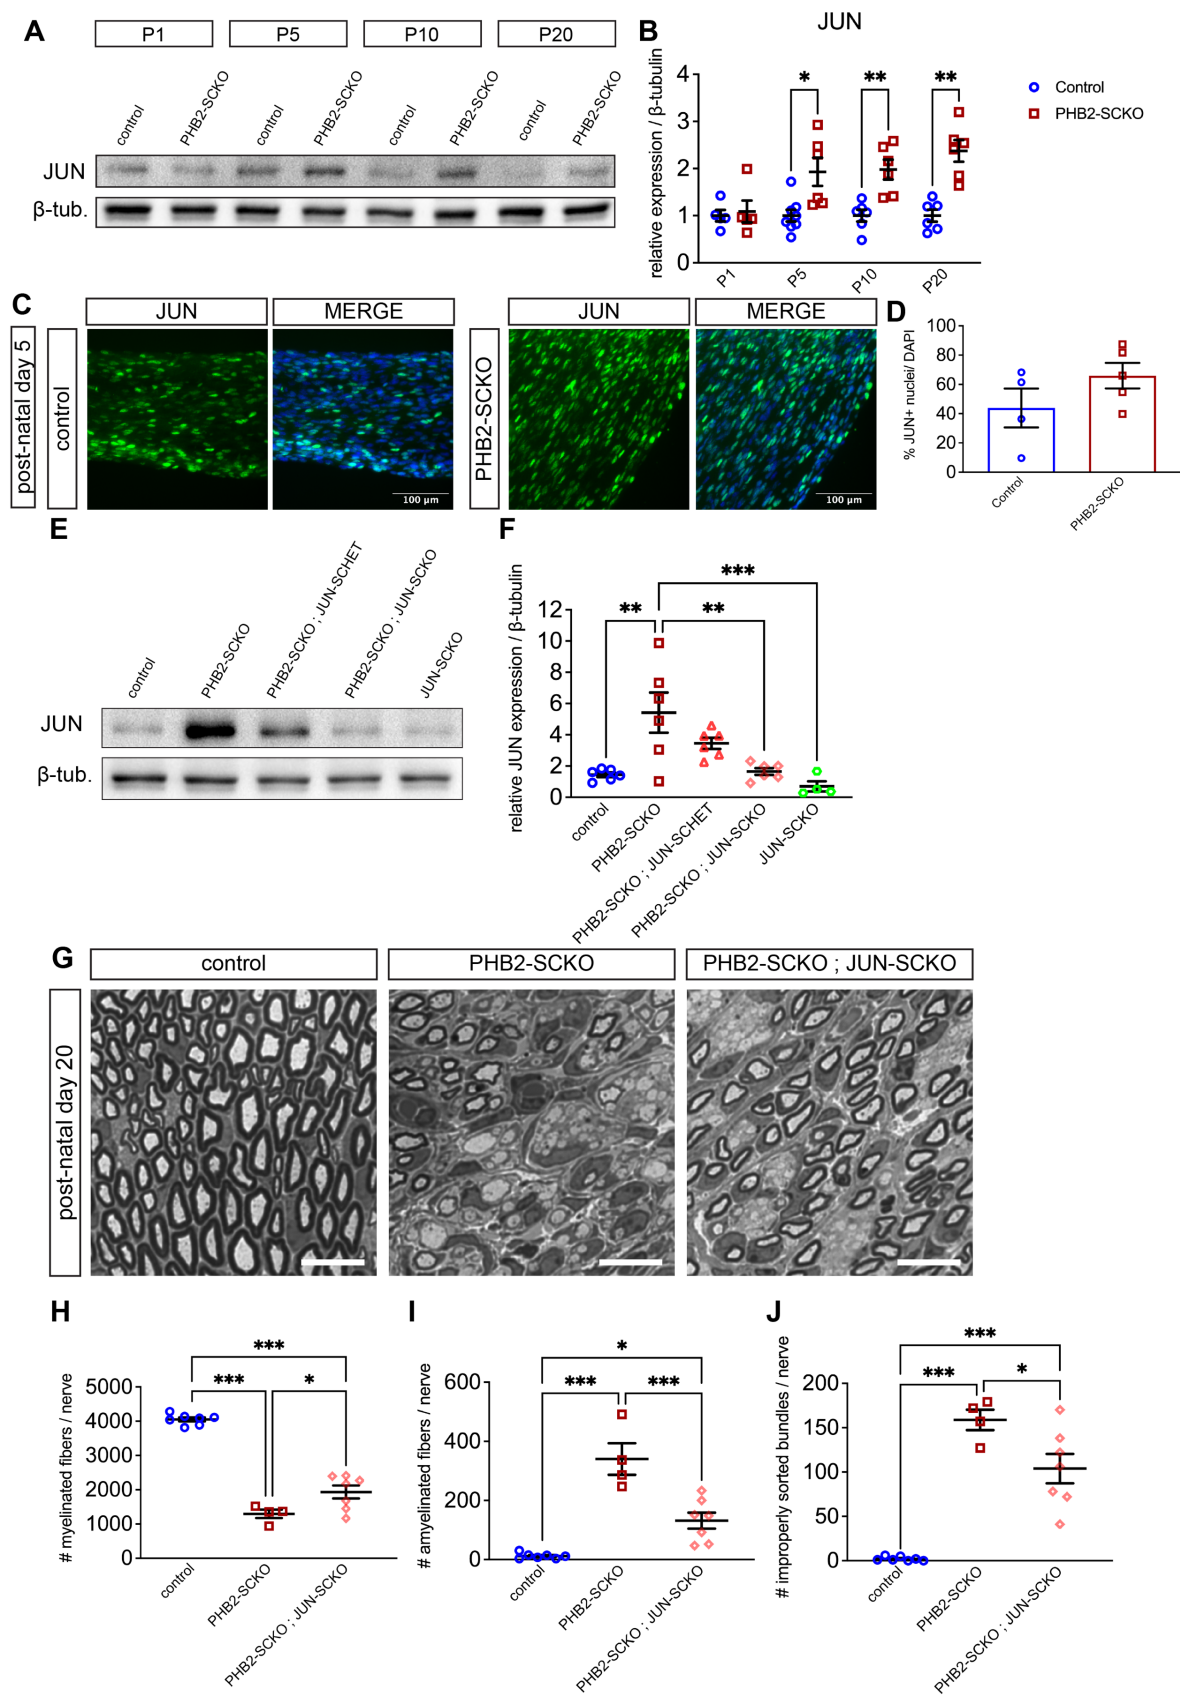 A
P1 P5 P10 P20
control PHB2-SCKO control PHB2-SCKO control PHB2-SCKO control PHB2-SCKO
JUN
β-tub.
B
JUN
relative expression / β-tubulin
4
3
2
1
0
* ** **
P1 P5 P10 P20
Control
PHB2-SCKO
C
post-natal day 5
control
JUN MERGE
100 µm
PHB2-SCKO
JUN MERGE
100 µm
D
% JUN+ nuclei/ DAPI
100
80
60
40
20
0
Control PHB2-SCKO
E
control PHB2-SCKO PHB2-SCKO ; JUN-SCHET PHB2-SCKO ; JUN-SCKO JUN-SCKO
JUN
β-tub.
F
relative JUN expression / β-tubulin
12
10
8
6
4
2
0
***
** **
control PHB2-SCKO PHB2-SCKO ; JUN-SCHET PHB2-SCKO ; JUN-SCKO JUN-SCKO
G
post-natal day 20
control PHB2-SCKO PHB2-SCKO ; JUN-SCKO
H
# myelinated fibers / nerve
5000
4000
3000
2000
1000
0
***
*** *
control PHB2-SCKO PHB2-SCKO ; JUN-SCKO
I
# amyelinated fibers / nerve
600
400
200
0
*
*** ***
control PHB2-SCKO PHB2-SCKO ; JUN-SCKO
J
# improperly sorted bundles / nerve
200
150
100
50
0
***
*** *
control PHB2-SCKO PHB2-SCKO ; JUN-SCKO